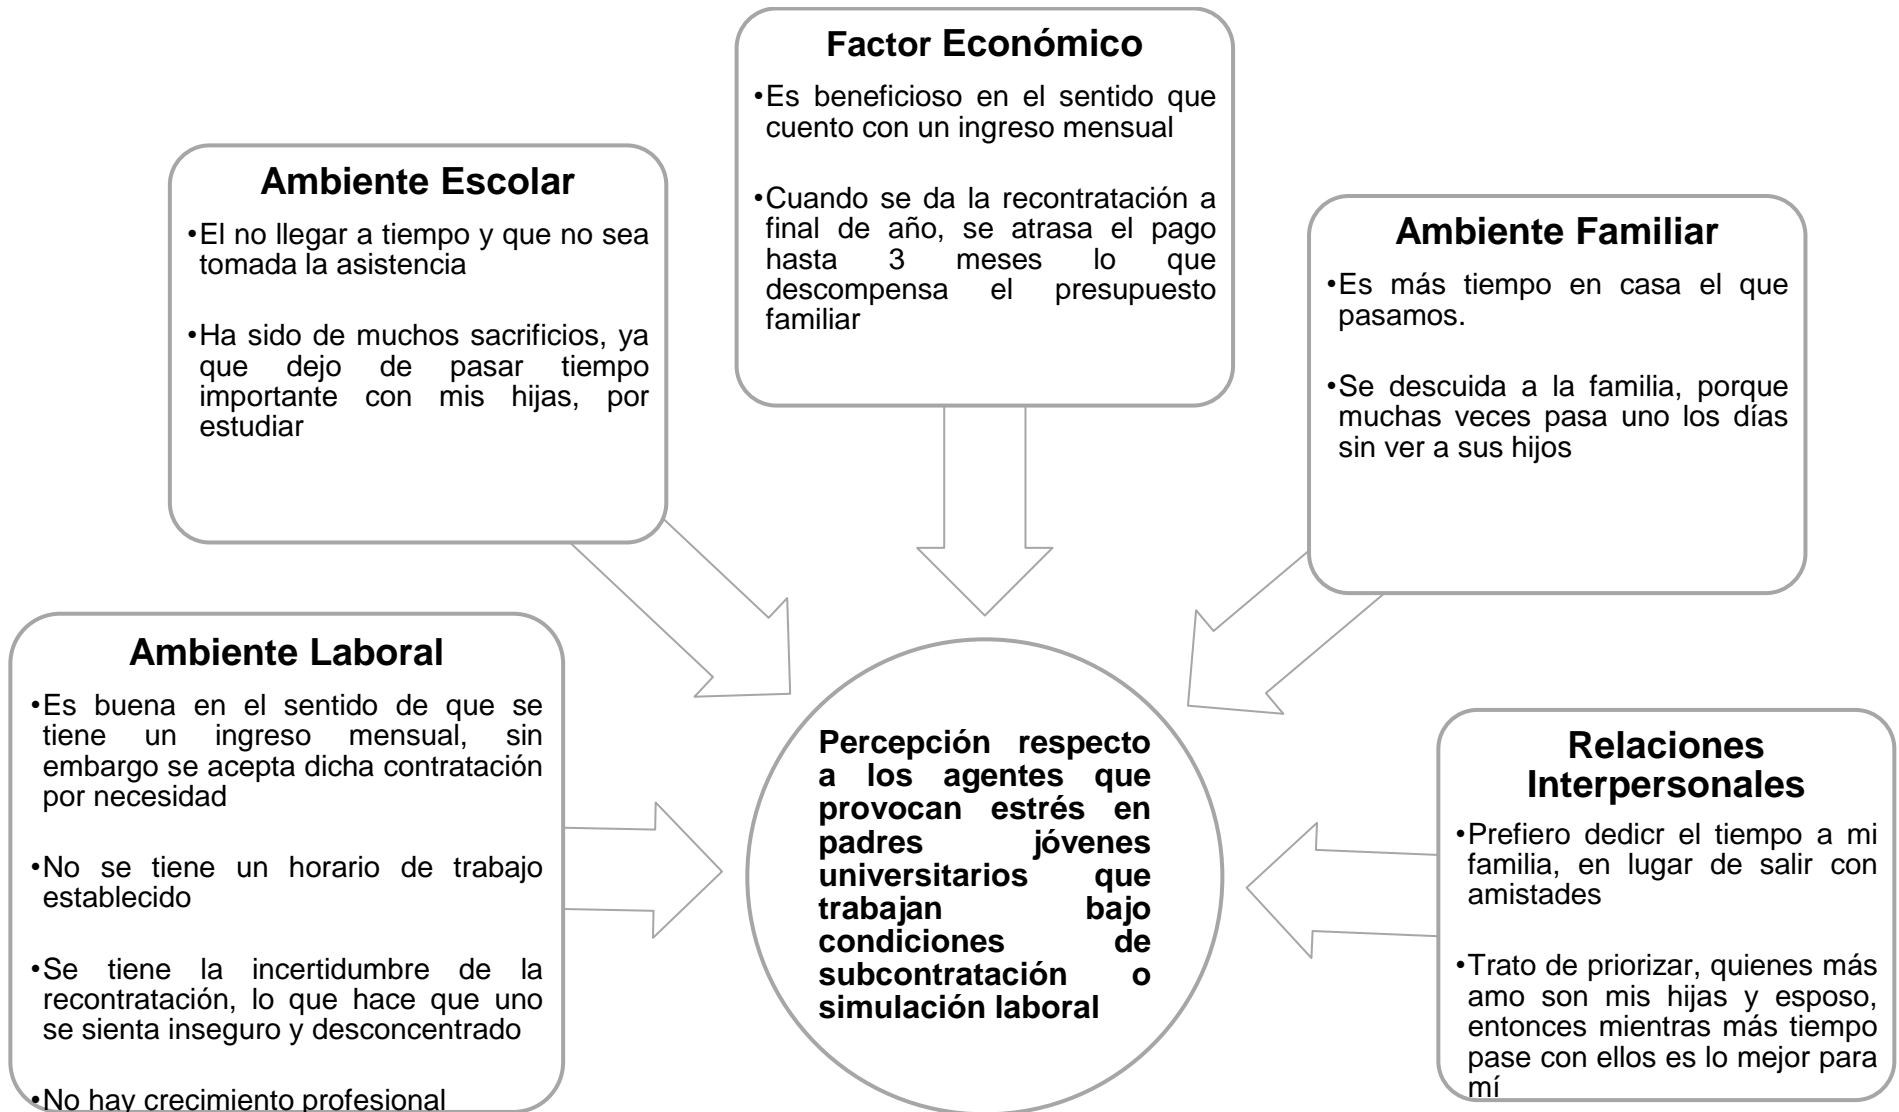 Factor Económico
•Es beneficioso en el sentido que
cuento con un ingreso mensual
•Cuando se da la recontratación a
final de año, se atrasa el pago
hasta 3 meses lo que
descompensa el presupuesto
familiar
Ambiente Escolar
•El no llegar a tiempo y que no sea
tomada la asistencia
•Ha sido de muchos sacrificios, ya
que dejo de pasar tiempo
importante con mis hijas, por
estudiar
Ambiente Familiar
•Es más tiempo en casa el que
pasamos.
•Se descuida a la familia, porque
muchas veces pasa uno los días
sin ver a sus hijos
Ambiente Laboral
•Es buena en el sentido de que se
tiene un ingreso mensual, sin
embargo se acepta dicha contratación
por necesidad
•No se tiene un horario de trabajo
establecido
•Se tiene la incertidumbre de la
recontratación, lo que hace que uno
se sienta inseguro y desconcentrado
•No hay crecimiento profesional
Percepción respecto
a los agentes que
provocan estrés en
padres jóvenes
universitarios que
trabajan bajo
condiciones de
subcontratación o
simulación laboral
Relaciones
Interpersonales
•Prefiero dedicr el tiempo a mi
familia, en lugar de salir con
amistades
•Trato de priorizar, quienes más
amo son mis hijas y esposo,
entonces mientras más tiempo
pase con ellos es lo mejor para
mí